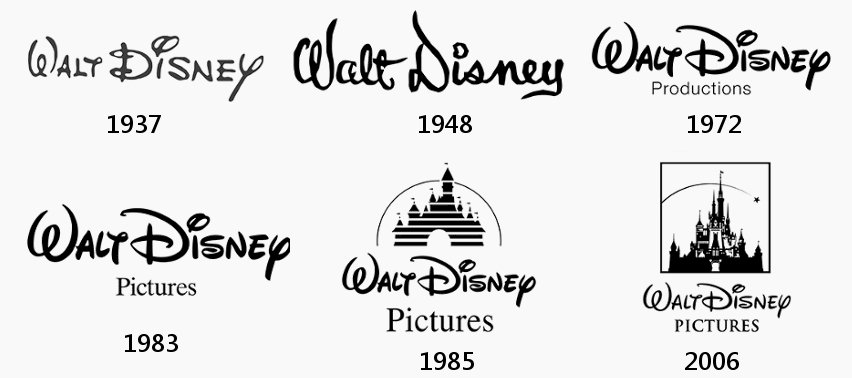 Walt Disney
1937
Walt Disney
1948
Walt Disney
Productions
1972
Walt Disney
Pictures
1983
Walt Disney
Pictures
1985
Walt Disney
PICTURES
2006